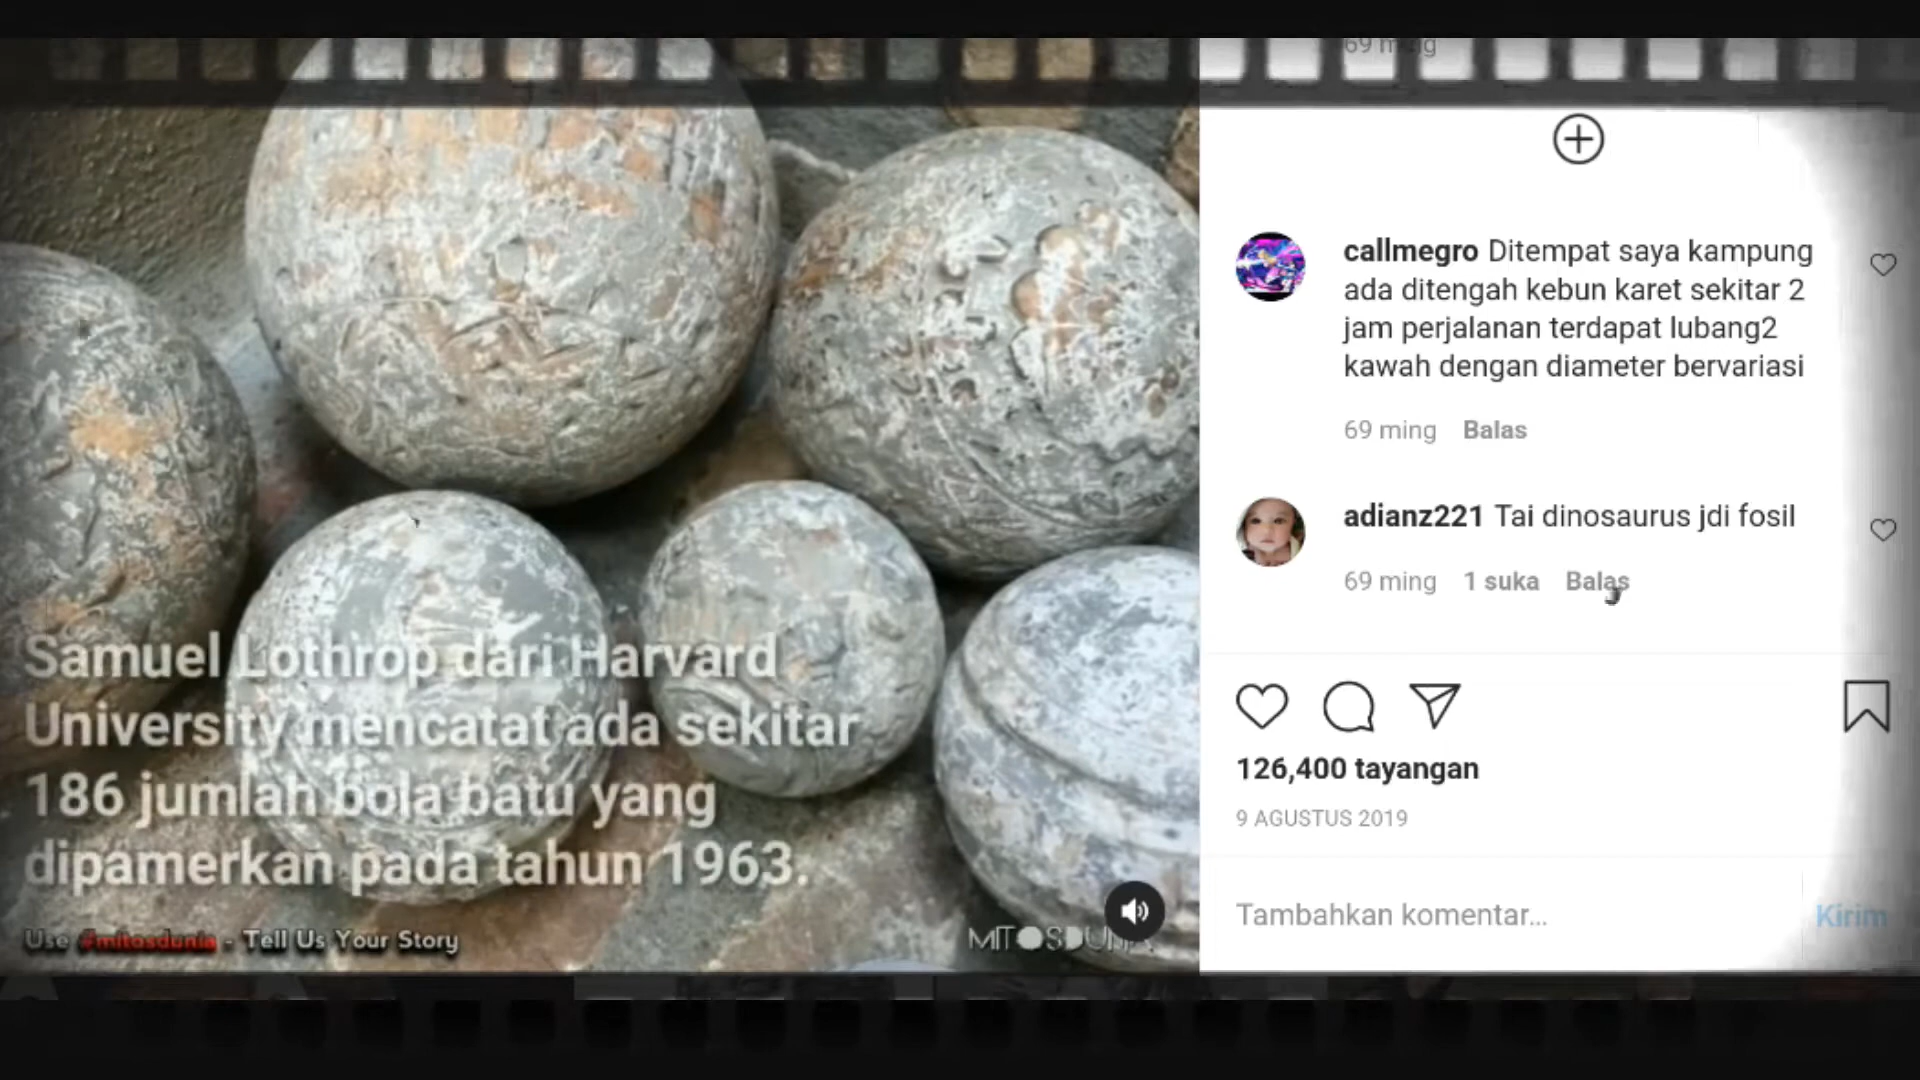 Samuel Lothrop dari Harvard
University mencatat ada sekitar
186 jumlah bola batu yang
dipamerkan pada tahun 1963.
Use #mitosdunia - Tell Us Your Story
MITOSDUNIA
69 ming
callmegro Ditempat saya kampung
ada ditengah kebun karet sekitar 2
jam perjalanan terdapat lubang2
kawah dengan diameter bervariasi
69 ming Balas
adianz221 Tai dinosaurus jdi fosil
69 ming 1 suka Balas
126,400 tayangan
9 AGUSTUS 2019
Tambahkan komentar...
Kirim